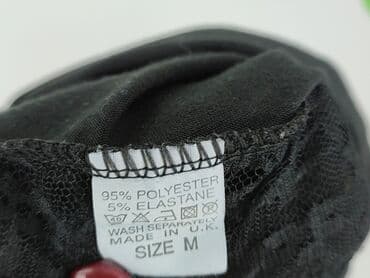 95% POLYESTER
5% ELASTANE
WASH SEPARATELY
MADE IN U.K.
SIZE M